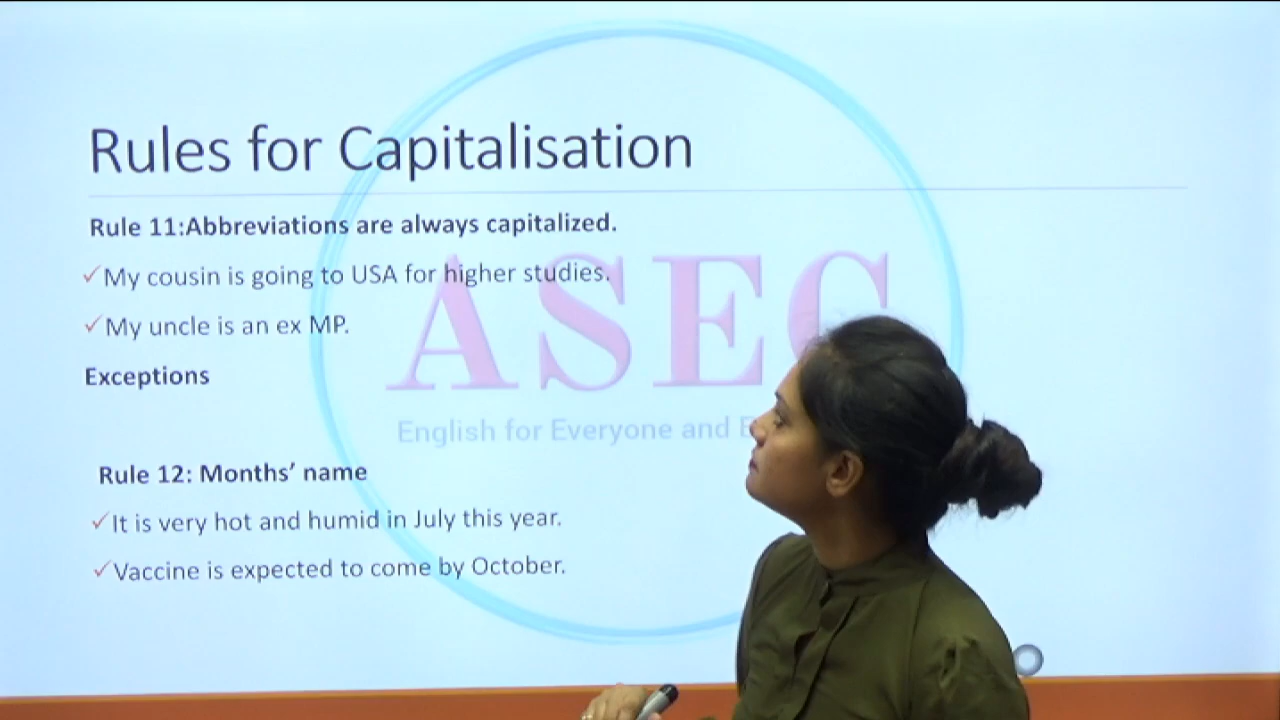 Rules for Capitalisation
Rule 11:Abbreviations are always capitalized.
✓My cousin is going to USA for higher studies.
✓My uncle is an ex MP.
Exceptions
Rule 12: Months’ name
✓It is very hot and humid in July this year.
✓Vaccine is expected to come by October.
ASEC
English for Everyone and